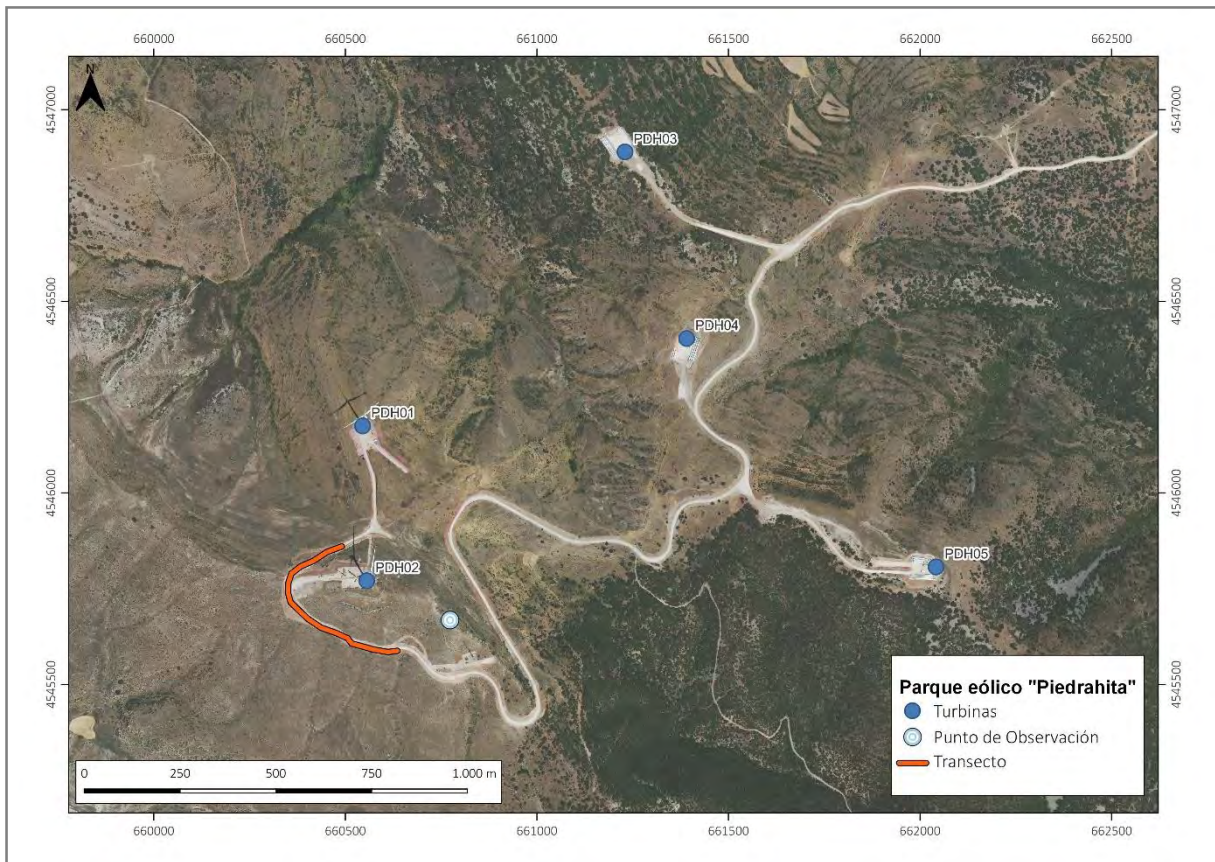 660000 660500 661000 661500 662000 662500
N
4547000 4547000
PDH03
4546500 4546500
PDH04
PDH01
4546000 4546000
PDH02
PDH05
4545500 4545500
Parque eólico "Piedrahita"
Turbinas
Punto de Observación
Transecto
0 250 500 750 1.000 m
660000 660500 661000 661500 662000 662500